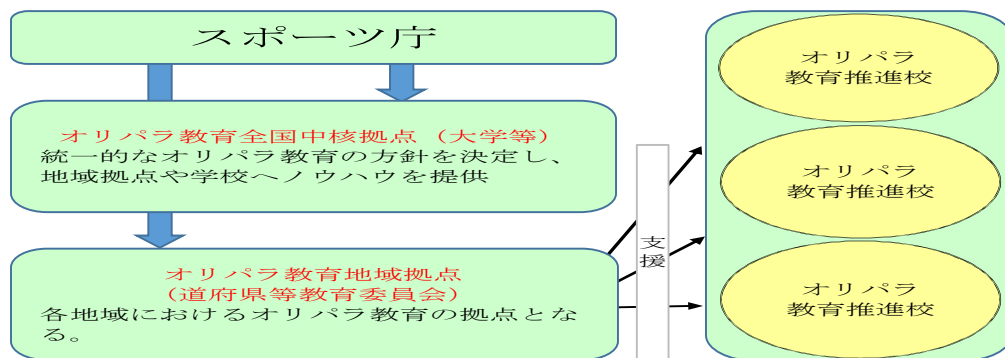 スポーツ庁
オリパラ教育全国中核拠点（大学等）
統一的なオリパラ教育の方針を決定し、
地域拠点や学校へノウハウを提供
オリパラ教育地域拠点
（道府県等教育委員会）
各地域におけるオリパラ教育の拠点とな
る。
支
援
オリパラ
教育推進校
オリパラ
教育推進校
オリパラ
教育推進校